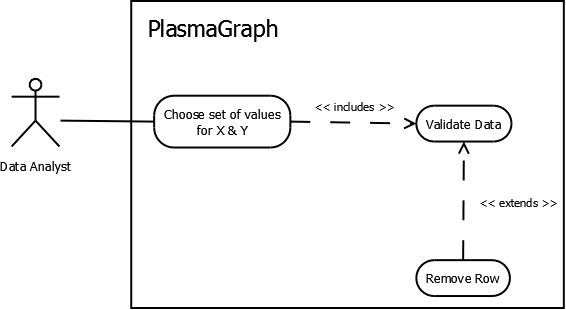 PlasmaGraph
Choose set of values
for X & Y
<< includes >>
Validate Data
Data Analyst
<< extends >>
Remove Row